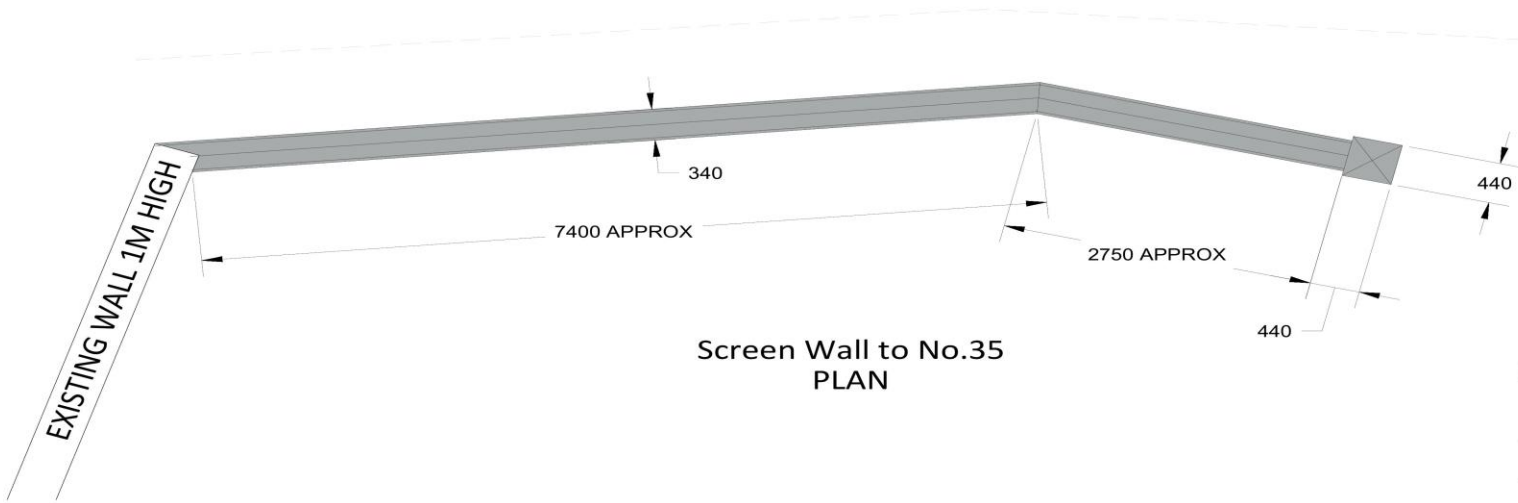 EXISTING WALL 1M HIGH
340
7400 APPROX
440
2750 APPROX
440
Screen Wall to No.35
PLAN